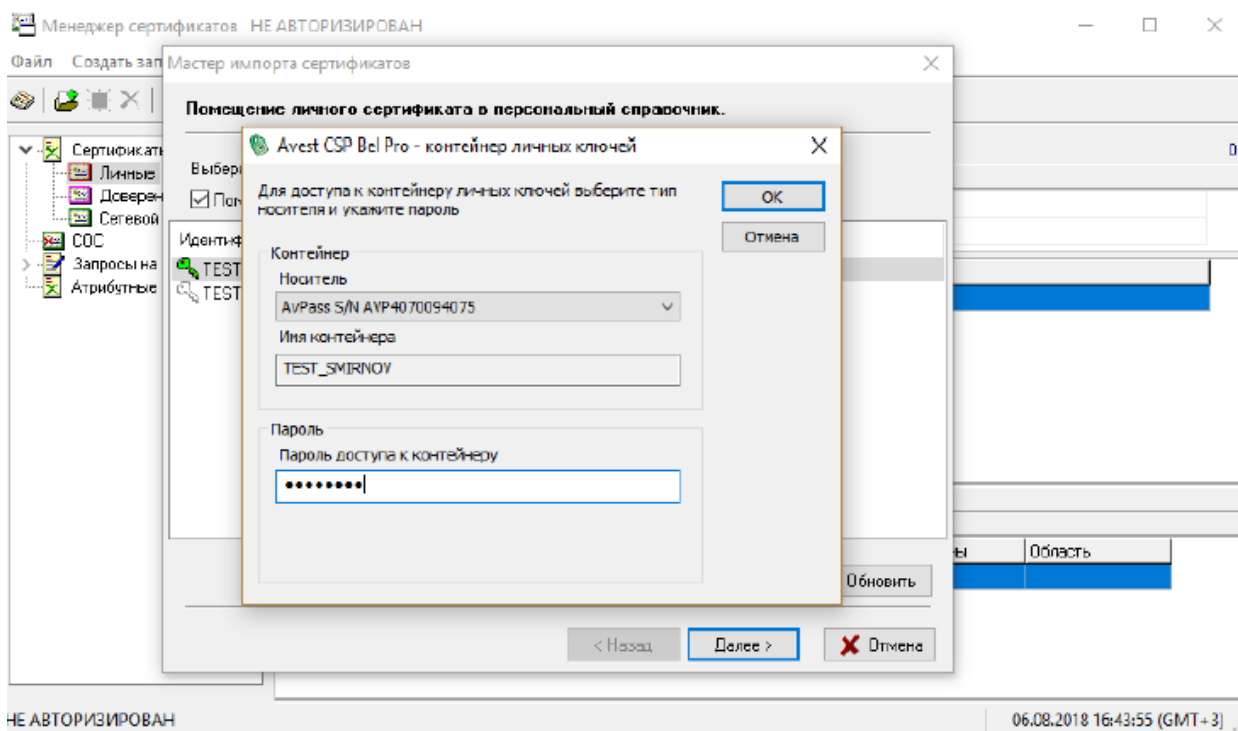 Менеджер сертификатов НЕ АВТОРИЗИРОВАН
Файл Создать зап
Мастер импорта сертификатов
Помещение личного сертификата в персональный справочник.
Сертификаты
Личные
Доверен
Сетевой
СОС
Запросы на
Атрибутные
Выбери
Пом
Идентиф
TEST
TEST
Avest CSP Bel Pro - контейнер личных ключей
Для доступа к контейнеру личных ключей выберите тип
носителя и укажите пароль
OK
Отмена
Контейнер
Носитель
AvPass S/N AVP4070094075
Имя контейнера
TEST_SMIRNOV
Пароль
Пароль доступа к контейнеру
••••••••
ы Область
Обновить
< Назад Далее > Отмена
НЕ АВТОРИЗИРОВАН 06.08.2018 16:43:55 (GMT+3)